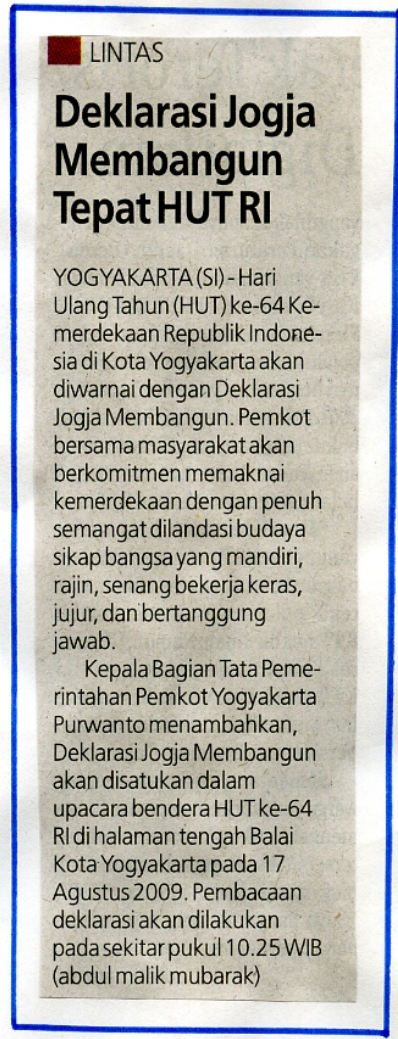 LINTAS
Deklarasi Jogja
Membangun
Tepat HUT RI
YOGYAKARTA (SI) - Hari
Ulang Tahun (HUT) ke-64 Ke-
merdekaan Republik Indone-
sia di Kota Yogyakarta akan
diwarnai dengan Deklarasi
Jogja Membangun. Pemkot
bersama masyarakat akan
berkomitmen memaknai
kemerdekaan dengan penuh
semangat dilandasi budaya
sikap bangsa yang mandiri,
rajin, senang bekerja keras,
jujur, dan bertanggung
jawab.
Kepala Bagian Tata Peme-
rintahan Pemkot Yogyakarta
Purwanto menambahkan,
Deklarasi Jogja Membangun
akan disatukan dalam
upacara bendera HUT ke-64
RI di halaman tengah Balai
Kota Yogyakarta pada 17
Agustus 2009. Pembacaan
deklarasi akan dilakukan
pada sekitar pukul 10.25 WIB
(abdul malik mubarak)